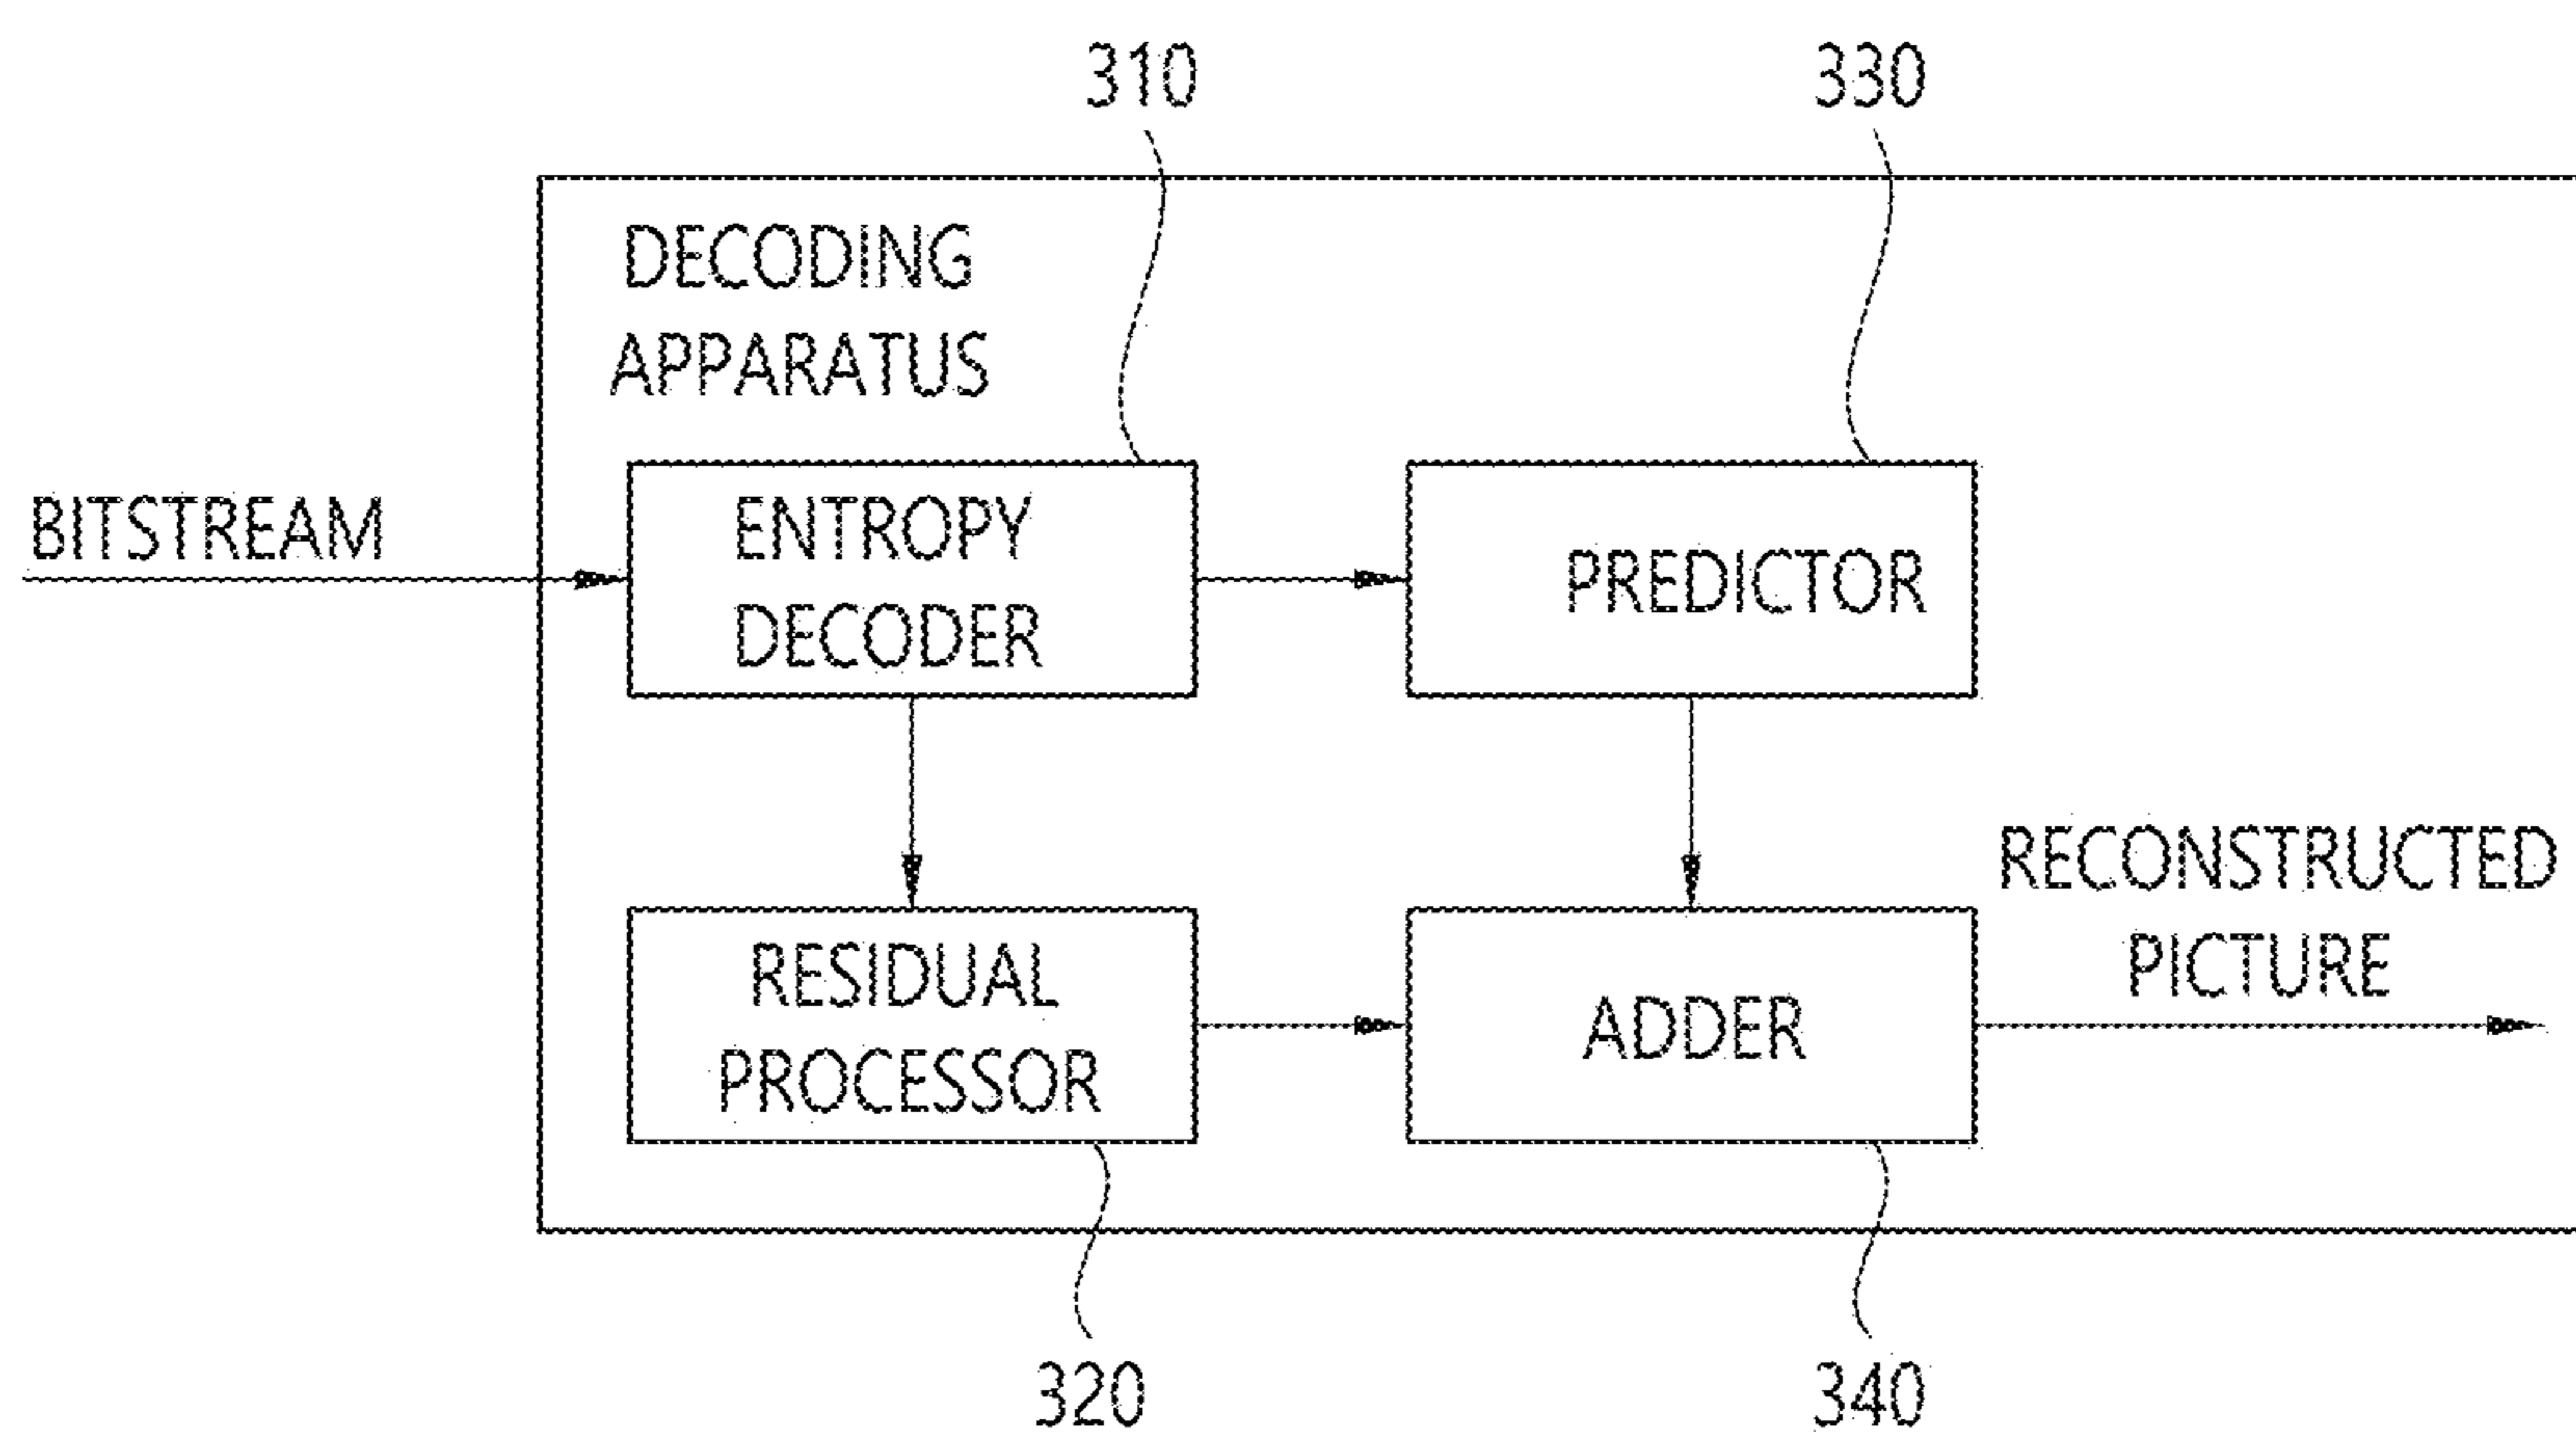 310
330
DECODING
APPARATUS
BITSTREAM
ENTROPY
DECODER
PREDICTOR
RECONSTRUCTED
PICTURE
RESIDUAL
PROCESSOR
ADDER
320
340